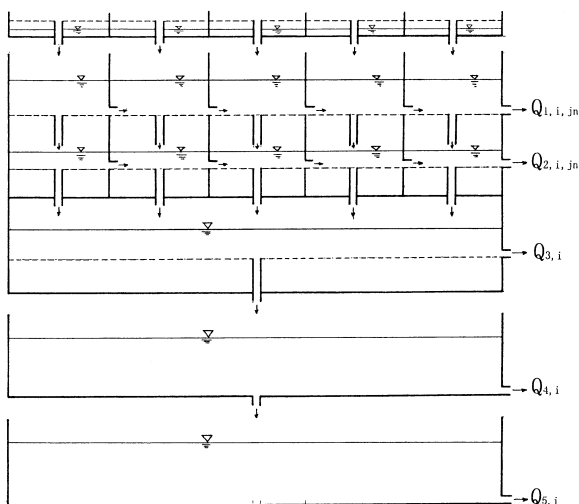 Q1, i, jn
Q2, i, jn
Q3, i
Q4, i
Q5, i